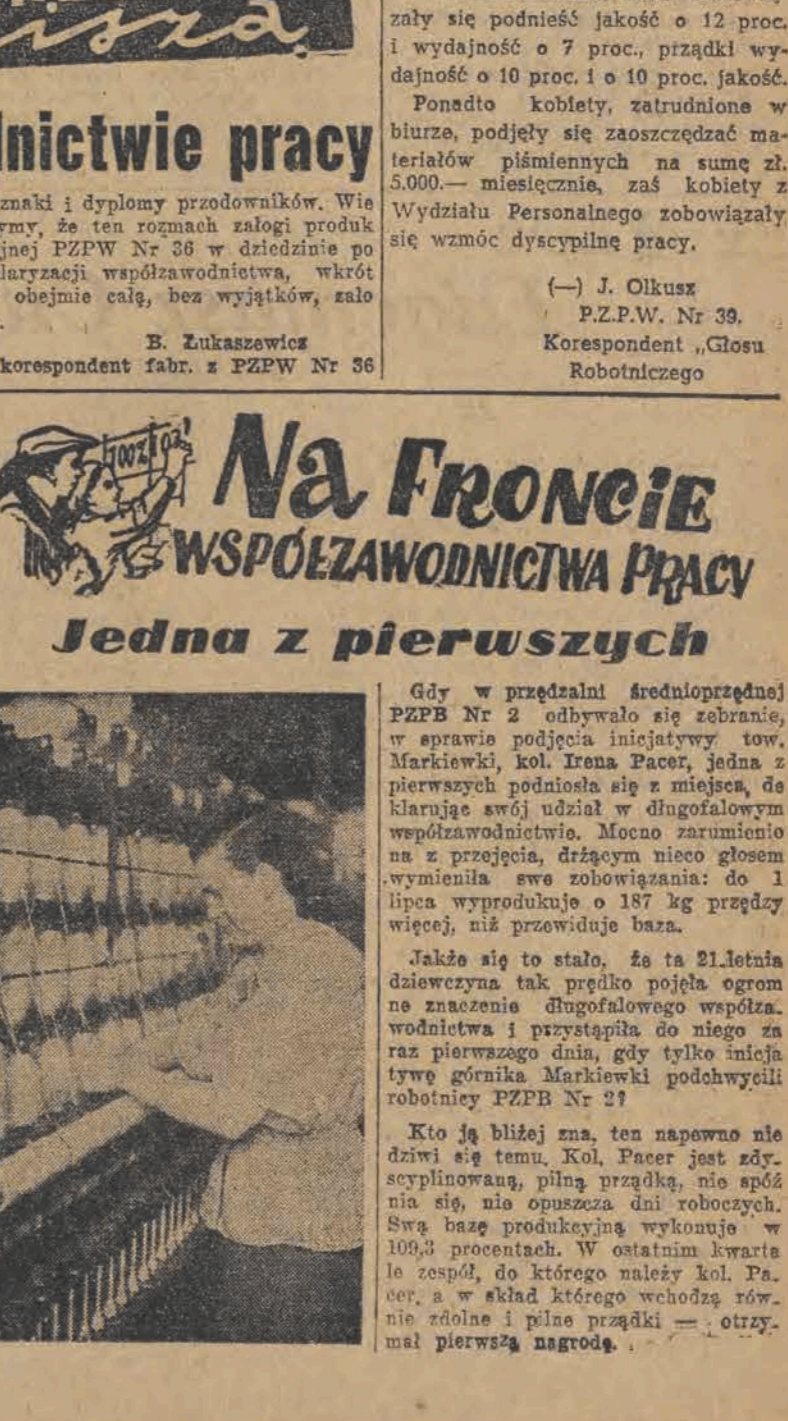 isza
lnictwie pracy
znaki i dyplomy przodowników. Wie
rmy, że ten rozmach załogi produk
jnej PZPW Nr 36 w dziedzinie po
laryzacji współzawodnictwa, wkrót
obejmie całą, bez wyjątków, zało
.
B. Łukaszewicz
korespondent fabr. z PZPW Nr 36
zały się podnieść jakość o 12 proc.
i wydajność o 7 proc., prządki wy-
dajność o 10 proc. i o 10 proc. jakość.
Ponadto kobiety, zatrudnione w
biurze, podjęły się zaoszczędzać ma-
teriałów piśmiennych na sumę zł.
5.000.— miesięcznie, zaś kobiety z
Wydziału Personalnego zobowiązały
się wzmóc dyscypilnę pracy.
(—) J. Olkusz
P.Z.P.W. Nr 39.
Korespondent „Głosu
Robotniczego
Na FRONCiE
WSPÓŁZAWODNICTWA PRACY
Jedna z pierwszych
Gdy w przędzalni średnioprzędnej
PZPB Nr 2 odbywało się zebranie,
w sprawie podjęcia inicjatywy tow.
Markiewki, kol. Irena Pacer, jedna z
pierwszych podniosła się z miejsca, de
klarując swój udział w długofalowym
współzawodnictwie. Mocno zarumienio
na z przejęcia, drżącym nieco głosem
wymieniła swe zobowiązania: do 1
lipca wyprodukuje o 187 kg przędzy
więcej, niż przewiduje baza.
Jakże się to stało, że ta 21.letnia
dziewczyna tak prędko pojęła ogrom
ne znaczenie długofalowego współza.
wodnictwa i przystąpiła do niego za
raz pierwszego dnia, gdy tylko inicja
tywę górnika Markiewki podchwycili
robotnicy PZPB Nr 2?
Kto ją bliżej zna, ten napewno nie
dziwi się temu. Kol. Pacer jest zdy.
scyplinowaną, pilną prządką, nie spóź
nia się, nie opuszcza dni roboczych.
Swą bazę produkcyjną wykonuje w
109,3 procentach. W ostatnim kwarta
le zespół, do którego należy kol. Pa.
cer, a w skład którego wchodzą rów.
nie zdolne i pilne prządki — otrzy.
mał pierwszą nagrodę.